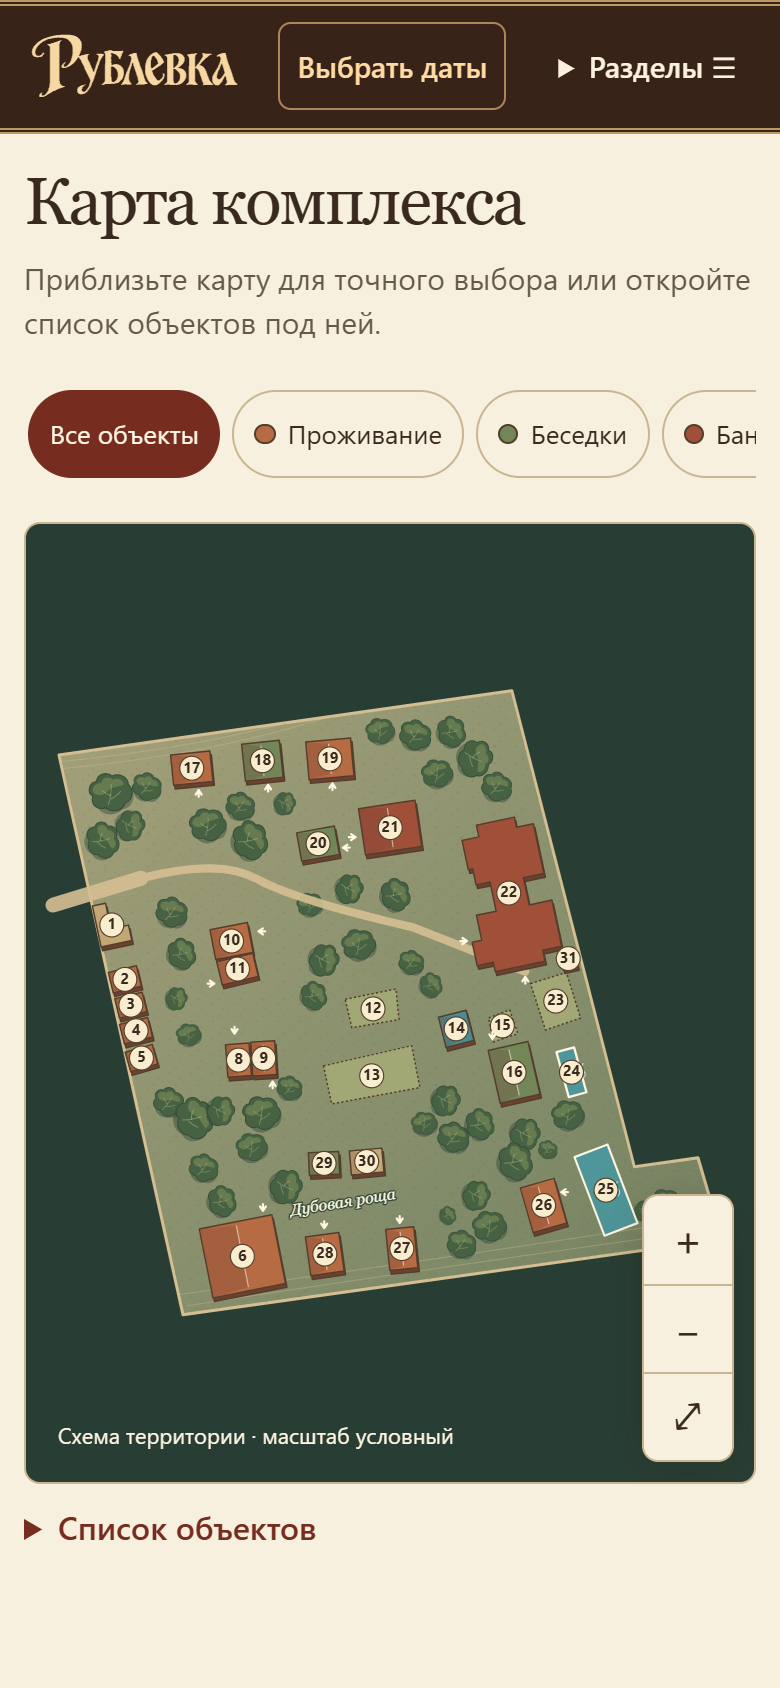 Рублевка
Выбрать даты
▶ Разделы ☰
Карта комплекса
Приблизьте карту для точного выбора или откройте
список объектов под ней.
Все объекты
Проживание
Беседки
Бан
17
18
19
20
21
22
1
10
11
2
3
4
5
31
23
12
14
15
8
9
13
16
24
29
30
25
Дубовая роща
26
6
28
27
+
−
Схема территории · масштаб условный
▶ Список объектов